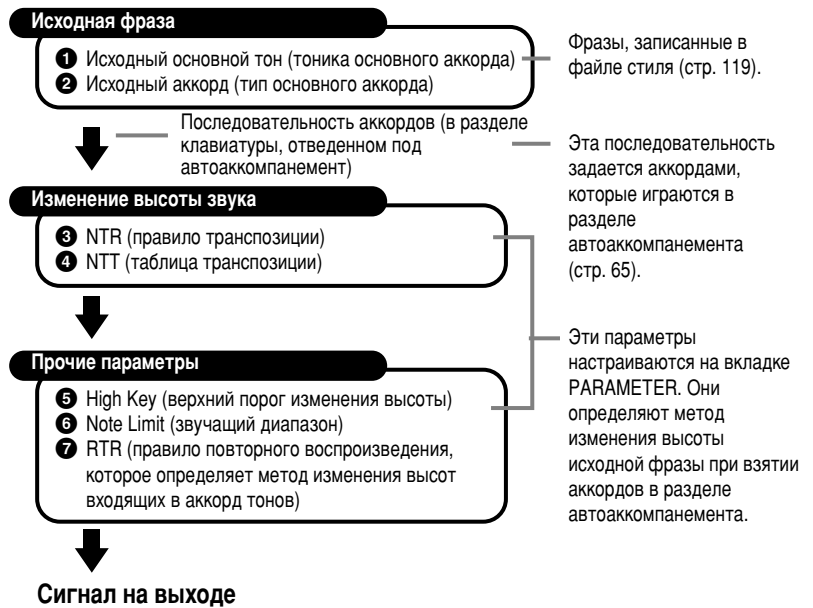 Исходная фраза
❶ Исходный основной тон (тоника основного аккорда)
❷ Исходный аккорд (тип основного аккорда)
Фразы, записанные в
файле стиля (стр. 119).
Последовательность аккордов (в разделе
клавиатуры, отведенном под
автоаккомпанемент)
Эта последовательность
задается аккордами,
которые играются в
разделе
автоаккомпанемента
(стр. 65).
Изменение высоты звука
❸ NTR (правило транспозиции)
❹ NTT (таблица транспозиции)
Прочие параметры
❺ High Key (верхний порог изменения высоты)
❻ Note Limit (звучащий диапазон)
❼ RTR (правило повторного воспроизведения,
которое определяет метод изменения высот
входящих в аккорд тонов)
Эти параметры
настраиваются на вкладке
PARAMETER. Они
определяют метод
изменения высоты
исходной фразы при взятии
аккордов в разделе
автоаккомпанемента.
Сигнал на выходе